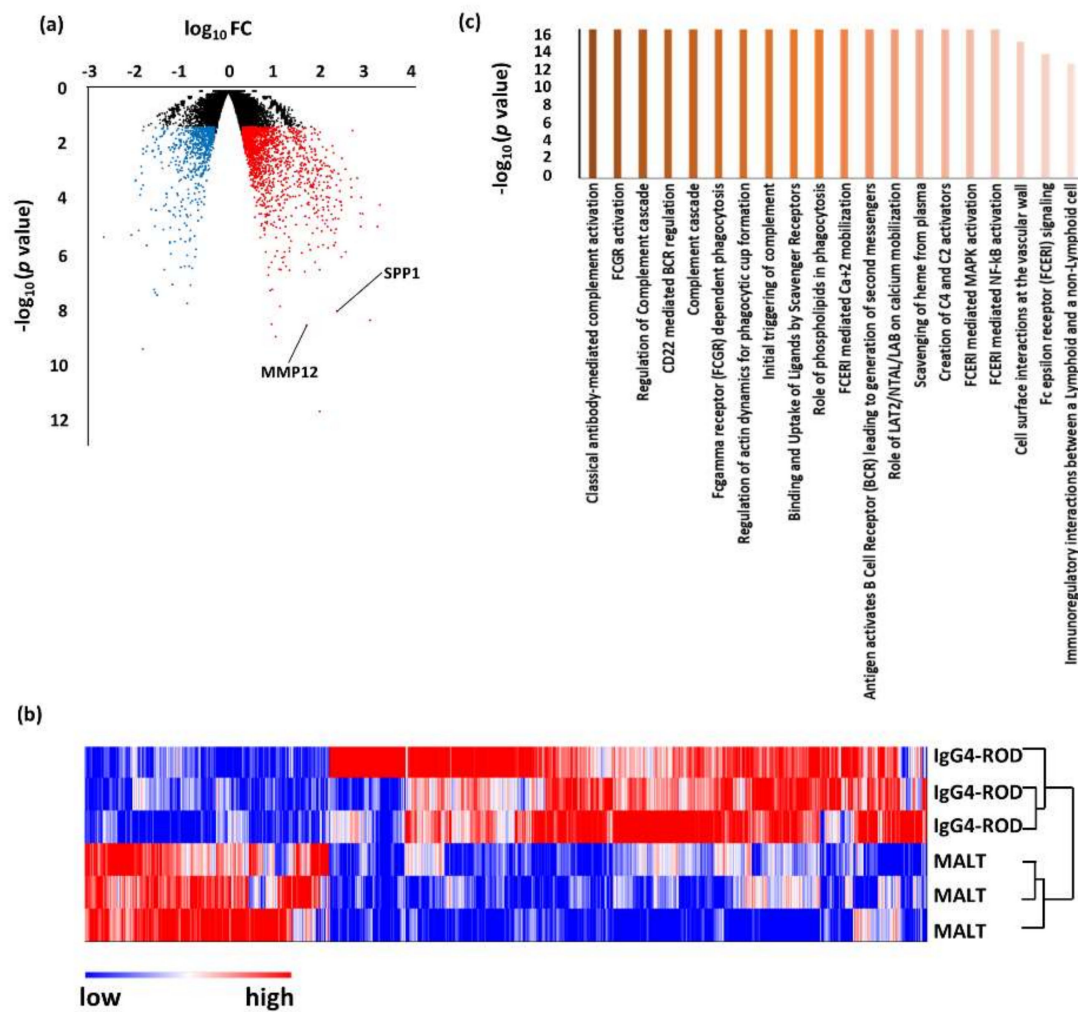 (a)
log10 FC
-3 -2 -1 0 1 2 3 4
0
2
4
6
8
10
12
-log10(p value)
SPP1
MMP12
(c)
16
14
12
10
8
6
4
2
0
-log10(p value)
Classical antibody-mediated complement activation
FCGR activation
Regulation of Complement cascade
CD22 mediated BCR regulation
Complement cascade
Fcgamma receptor (FCGR) dependent phagocytosis
Regulation of actin dynamics for phagocytic cup formation
Initial triggering of complement
Binding and Uptake of Ligands by Scavenger Receptors
Role of phospholipids in phagocytosis
FCERI mediated Ca+2 mobilization
Antigen activates B Cell Receptor (BCR) leading to generation of second messengers
Role of LAT2/NTAL/LAB on calcium mobilization
Scavenging of heme from plasma
Creation of C4 and C2 activators
FCERI mediated MAPK activation
FCERI mediated NF-kB activation
Cell surface interactions at the vascular wall
Fc epsilon receptor (FCERI) signaling
Immunoregulatory interactions between a Lymphoid and a non-Lymphoid cell
(b)
IgG4-ROD
IgG4-ROD
IgG4-ROD
MALT
MALT
MALT
low high